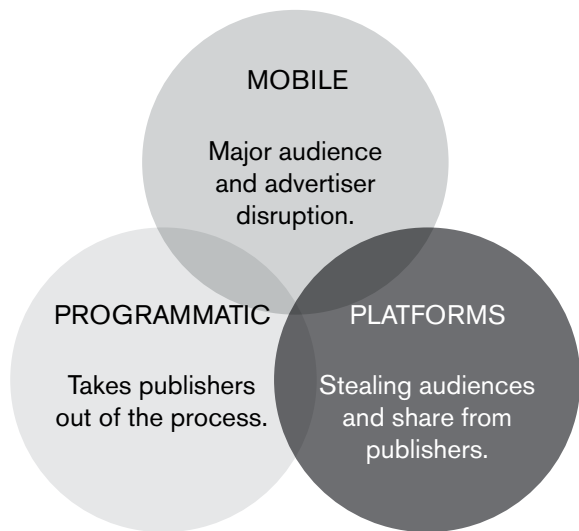 MOBILE
Major audience
and advertiser
disruption.
PROGRAMMATIC
Takes publishers
out of the process.
PLATFORMS
Stealing audiences
and share from
publishers.